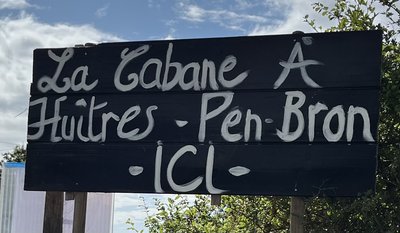 La Cabane À
Huîtres - Pen-Bron
- ICI -